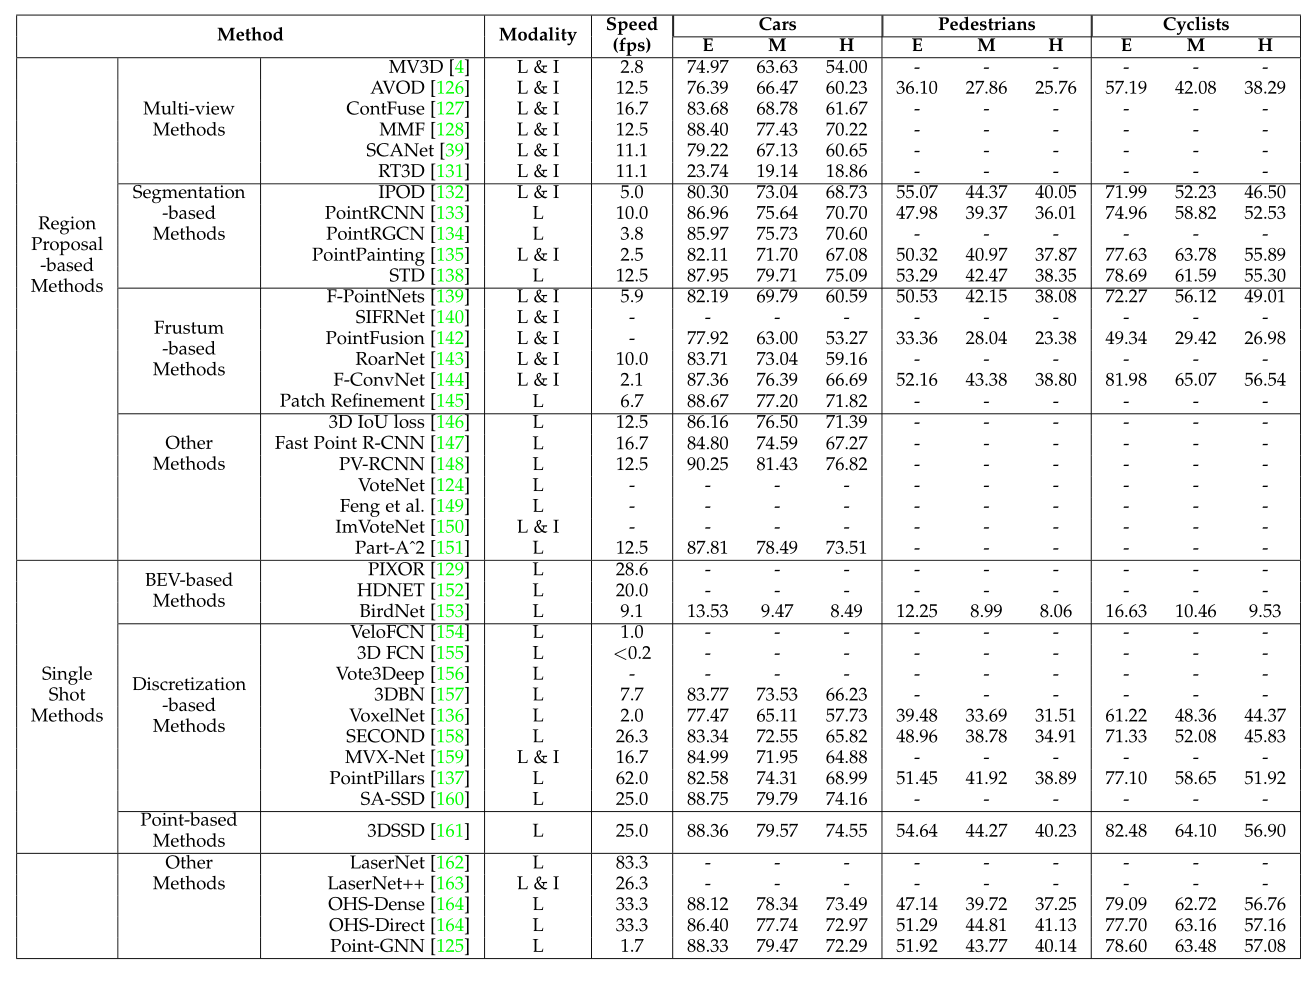 Method Modality Speed (fps) Cars Pedestrians Cyclists
E M H E M H E M H
Region Proposal -based Methods
Multi-view Methods
MV3D [4] L & I 2.8 74.97 63.63 54.00 - - - - - -
AVOD [126] L & I 12.5 76.39 66.47 60.23 36.10 27.86 25.76 57.19 42.08 38.29
ContFuse [127] L & I 16.7 83.68 68.78 61.67 - - - - - -
MMF [128] L & I 12.5 88.40 77.43 70.22 - - - - - -
SCANet [39] L & I 11.1 79.22 67.13 60.65 - - - - - -
RT3D [131] L & I 11.1 23.74 19.14 18.86 - - - - - -
Segmentation -based Methods
IPOD [132] L & I 5.0 80.30 73.04 68.73 55.07 44.37 40.05 71.99 52.23 46.50
PointRCNN [133] L 10.0 86.96 75.64 70.70 47.98 39.37 36.01 74.96 58.82 52.53
PointRGCN [134] L 3.8 85.97 75.73 70.60 - - - - - -
PointPainting [135] L & I 2.5 82.11 71.70 67.08 50.32 40.97 37.87 77.63 63.78 55.89
STD [138] L 12.5 87.95 79.71 75.09 53.29 42.47 38.35 78.69 61.59 55.30
Frustum -based Methods
F-PointNets [139] L & I 5.9 82.19 69.79 60.59 50.53 42.15 38.08 72.27 56.12 49.01
SIFRNet [140] L & I - - - - - - - - - -
PointFusion [142] L & I - 77.92 63.00 53.27 33.36 28.04 23.38 49.34 29.42 26.98
RoarNet [143] L & I 10.0 83.71 73.04 59.16 - - - - - -
F-ConvNet [144] L & I 2.1 87.36 76.39 66.69 52.16 43.38 38.80 81.98 65.07 56.54
Patch Refinement [145] L 6.7 88.67 77.20 71.82 - - - - - -
Other Methods
3D IoU loss [146] L 12.5 86.16 76.50 71.39 - - - - - -
Fast Point R-CNN [147] L 16.7 84.80 74.59 67.27 - - - - - -
PV-RCNN [148] L 12.5 90.25 81.43 76.82 - - - - - -
VoteNet [124] L - - - - - - - - - -
Feng et al. [149] L - - - - - - - - - -
ImVoteNet [150] L & I - - - - - - - - - -
Part-Aˆ2 [151] L 12.5 87.81 78.49 73.51 - - - - - -
Single Shot Methods
BEV-based Methods
PIXOR [129] L 28.6 - - - - - - - - -
HDNET [152] L 20.0 - - - - - - - - -
BirdNet [153] L 9.1 13.53 9.47 8.49 12.25 8.99 8.06 16.63 10.46 9.53
Discretization -based Methods
VeloFCN [154] L 1.0 - - - - - - - - -
3D FCN [155] L <0.2 - - - - - - - - -
Vote3Deep [156] L - - - - - - - - - -
3DBN [157] L 7.7 83.77 73.53 66.23 - - - - - -
VoxelNet [136] L 2.0 77.47 65.11 57.73 39.48 33.69 31.51 61.22 48.36 44.37
SECOND [158] L 26.3 83.34 72.55 65.82 48.96 38.78 34.91 71.33 52.08 45.83
MVX-Net [159] L & I 16.7 84.99 71.95 64.88 - - - - - -
PointPillars [137] L 62.0 82.58 74.31 68.99 51.45 41.92 38.89 77.10 58.65 51.92
SA-SSD [160] L 25.0 88.75 79.79 74.16 - - - - - -
Point-based Methods
3DSSD [161] L 25.0 88.36 79.57 74.55 54.64 44.27 40.23 82.48 64.10 56.90
Other Methods
LaserNet [162] L 83.3 - - - - - - - - -
LaserNet++ [163] L & I 26.3 - - - - - - - - -
OHS-Dense [164] L 33.3 88.12 78.34 73.49 47.14 39.72 37.25 79.09 62.72 56.76
OHS-Direct [164] L 33.3 86.40 77.74 72.97 51.29 44.81 41.13 77.70 63.16 57.16
Point-GNN [125] L 1.7 88.33 79.47 72.29 51.92 43.77 40.14 78.60 63.48 57.08